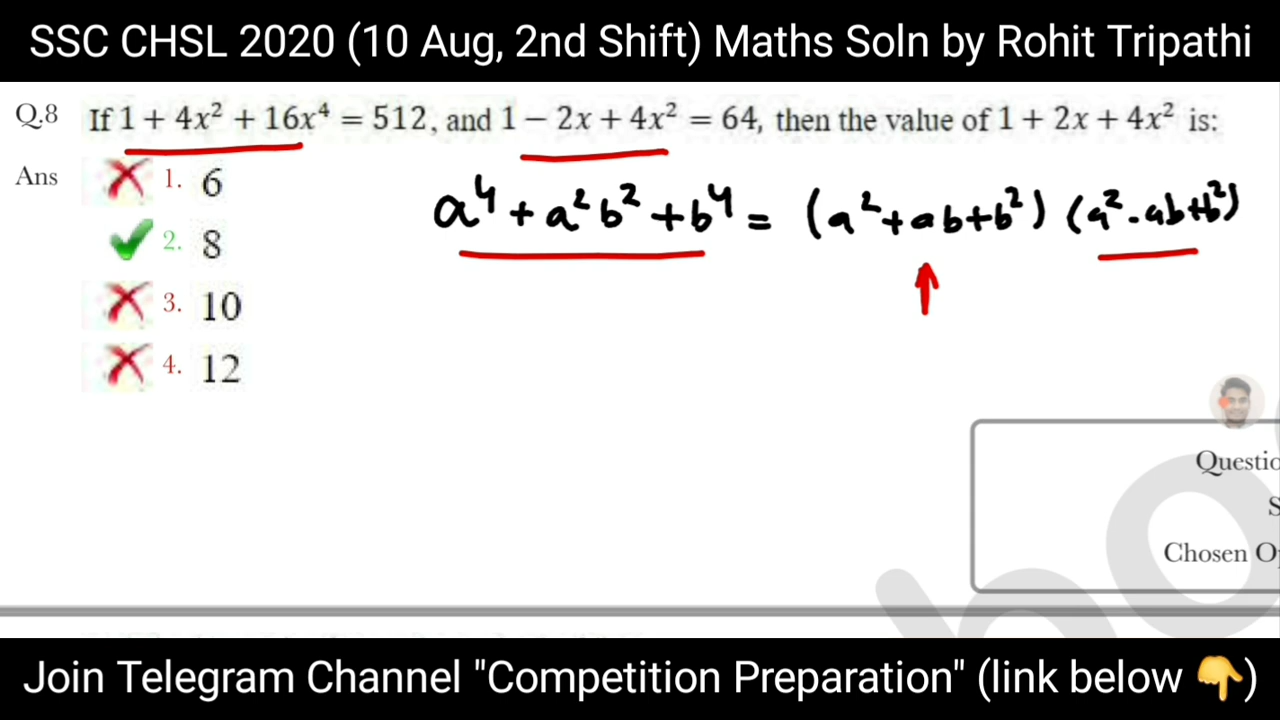 SSC CHSL 2020 (10 Aug, 2nd Shift) Maths Soln by Rohit Tripathi
Q.8 If 1 + 4x² + 16x⁴ = 512, and 1 − 2x + 4x² = 64, then the value of 1 + 2x + 4x² is:
Ans 1. 6
2. 8
3. 10
4. 12
a⁴ + a²b² + b⁴ = (a² + ab + b²) (a² - ab + b²)
Questio
S
Chosen O
Join Telegram Channel "Competition Preparation" (link below 👇)